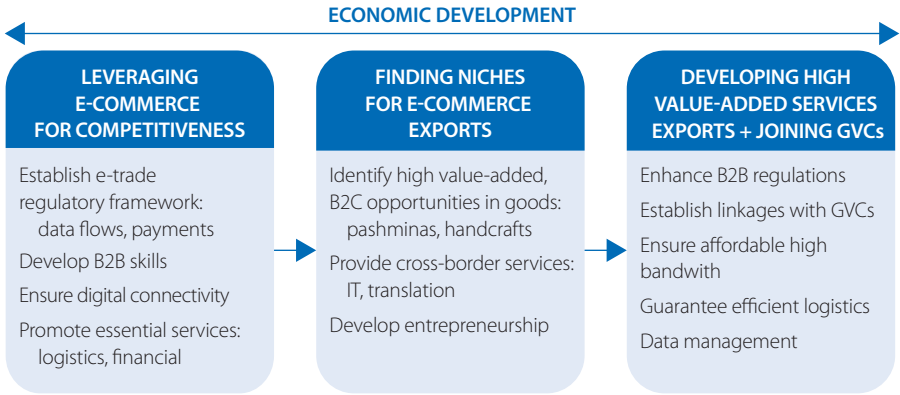 ECONOMIC DEVELOPMENT
LEVERAGING
E-COMMERCE
FOR COMPETITIVENESS
Establish e-trade
regulatory framework:
data flows, payments
Develop B2B skills
Ensure digital connectivity
Promote essential services:
logistics, financial
FINDING NICHES
FOR E-COMMERCE
EXPORTS
Identify high value-added,
B2C opportunities in goods:
pashminas, handcrafts
Provide cross-border services:
IT, translation
Develop entrepreneurship
DEVELOPING HIGH
VALUE-ADDED SERVICES
EXPORTS + JOINING GVCs
Enhance B2B regulations
Establish linkages with GVCs
Ensure affordable high
bandwith
Guarantee efficient logistics
Data management